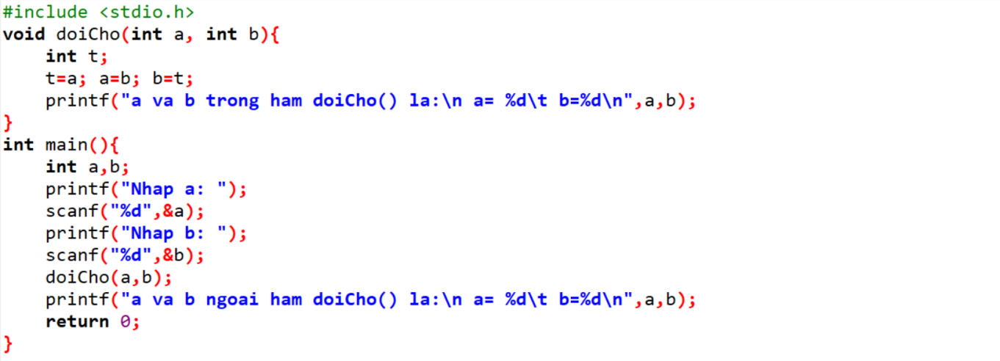 #include <stdio.h>
void doiCho(int a, int b){
    int t;
    t=a; a=b; b=t;
    printf("a va b trong ham doiCho() la:\n a= %d\t b=%d\n",a,b);
}
int main(){
    int a,b;
    printf("Nhap a: ");
    scanf("%d",&a);
    printf("Nhap b: ");
    scanf("%d",&b);
    doiCho(a,b);
    printf("a va b ngoai ham doiCho() la:\n a= %d\t b=%d\n",a,b);
    return 0;
}